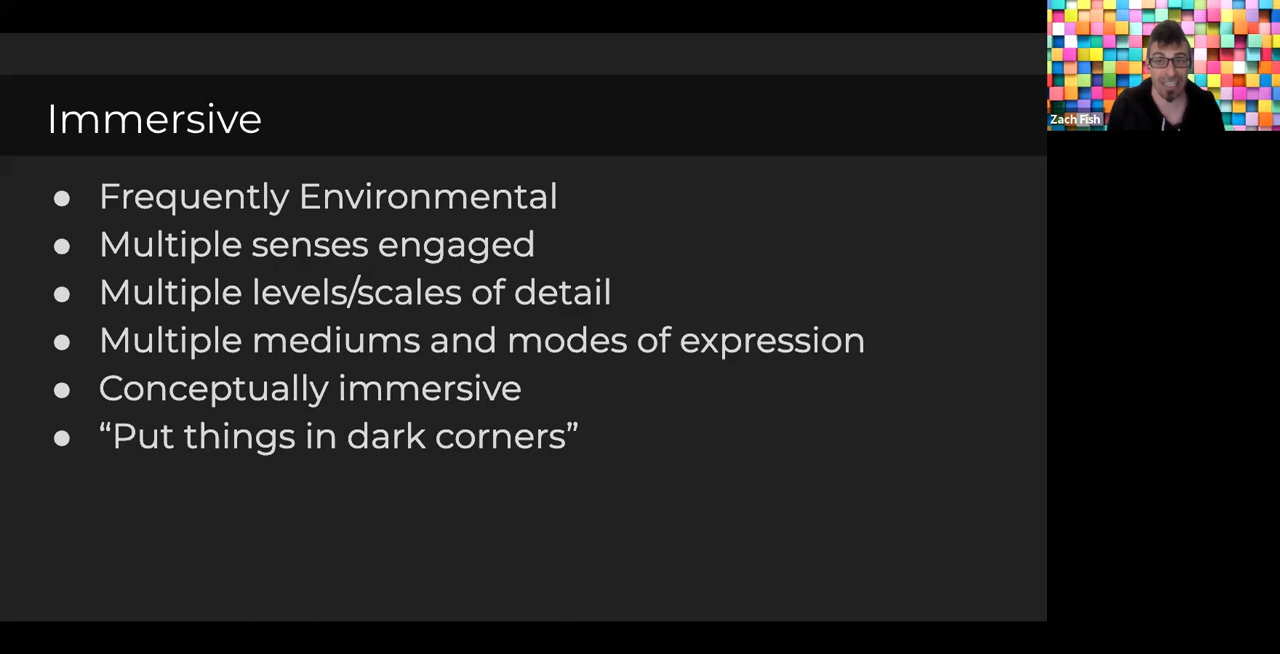 Immersive
● Frequently Environmental
● Multiple senses engaged
● Multiple levels/scales of detail
● Multiple mediums and modes of expression
● Conceptually immersive
● “Put things in dark corners”
Zach Fish